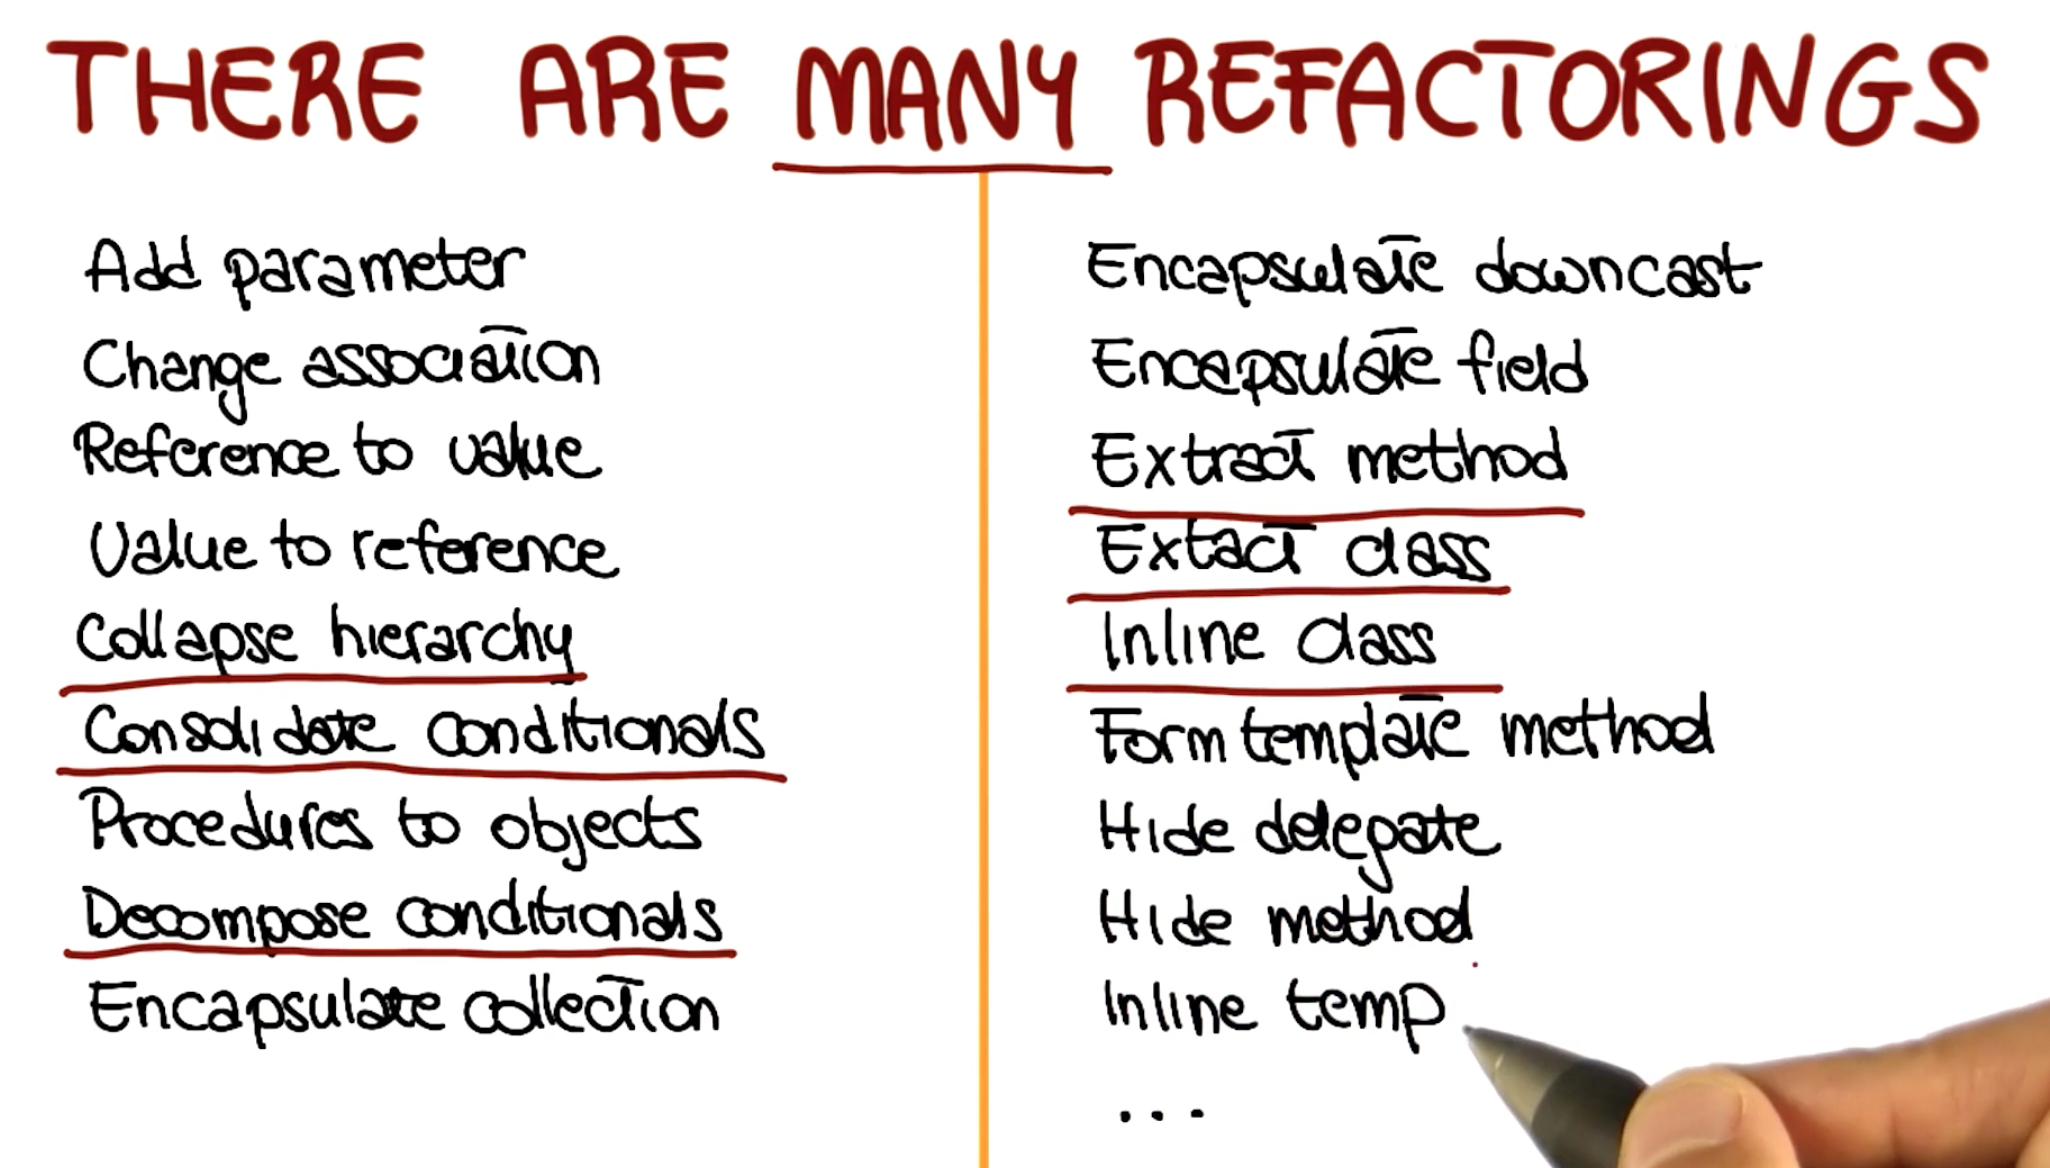 THERE ARE MANY REFACTORINGS
Add parameter
Change association
Reference to value
Value to reference
Collapse hierarchy
Consolidate conditionals
Procedures to objects
Decompose conditionals
Encapsulate collection
Encapsulate downcast
Encapsulate field
Extract method
Extact class
Inline class
Form template method
Hide delegate
Hide method
Inline temp
...